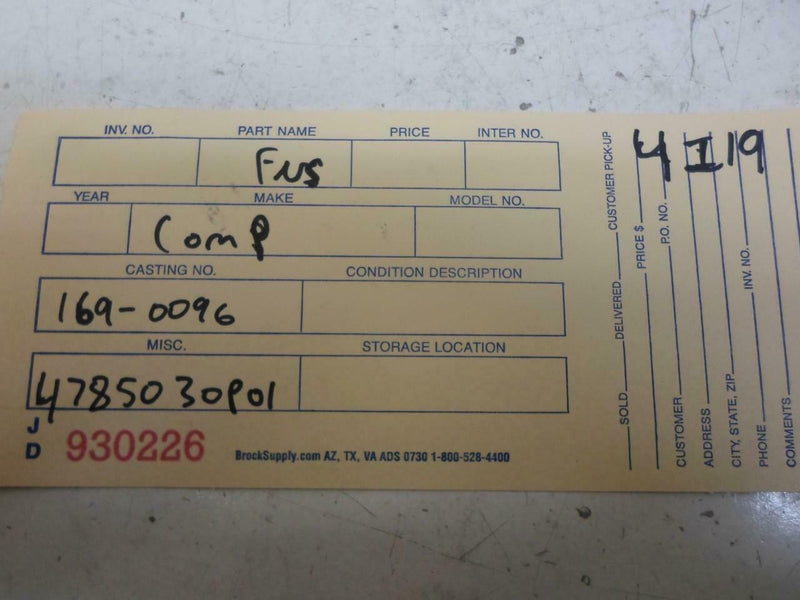 INV. NO. PART NAME PRICE INTER NO.
Fus
YEAR MAKE MODEL NO.
Comp
CASTING NO. CONDITION DESCRIPTION
169-0096
MISC. STORAGE LOCATION
4785030P01
J
D 930226
BrockSupply.com AZ, TX, VA ADS 0730 1-800-528-4400
4 I 19
SOLD DELIVERED CUSTOMER PICK-UP
PRICE $
CUSTOMER P.O. NO.
ADDRESS
CITY, STATE, ZIP
PHONE INV. NO.
COMMENTS